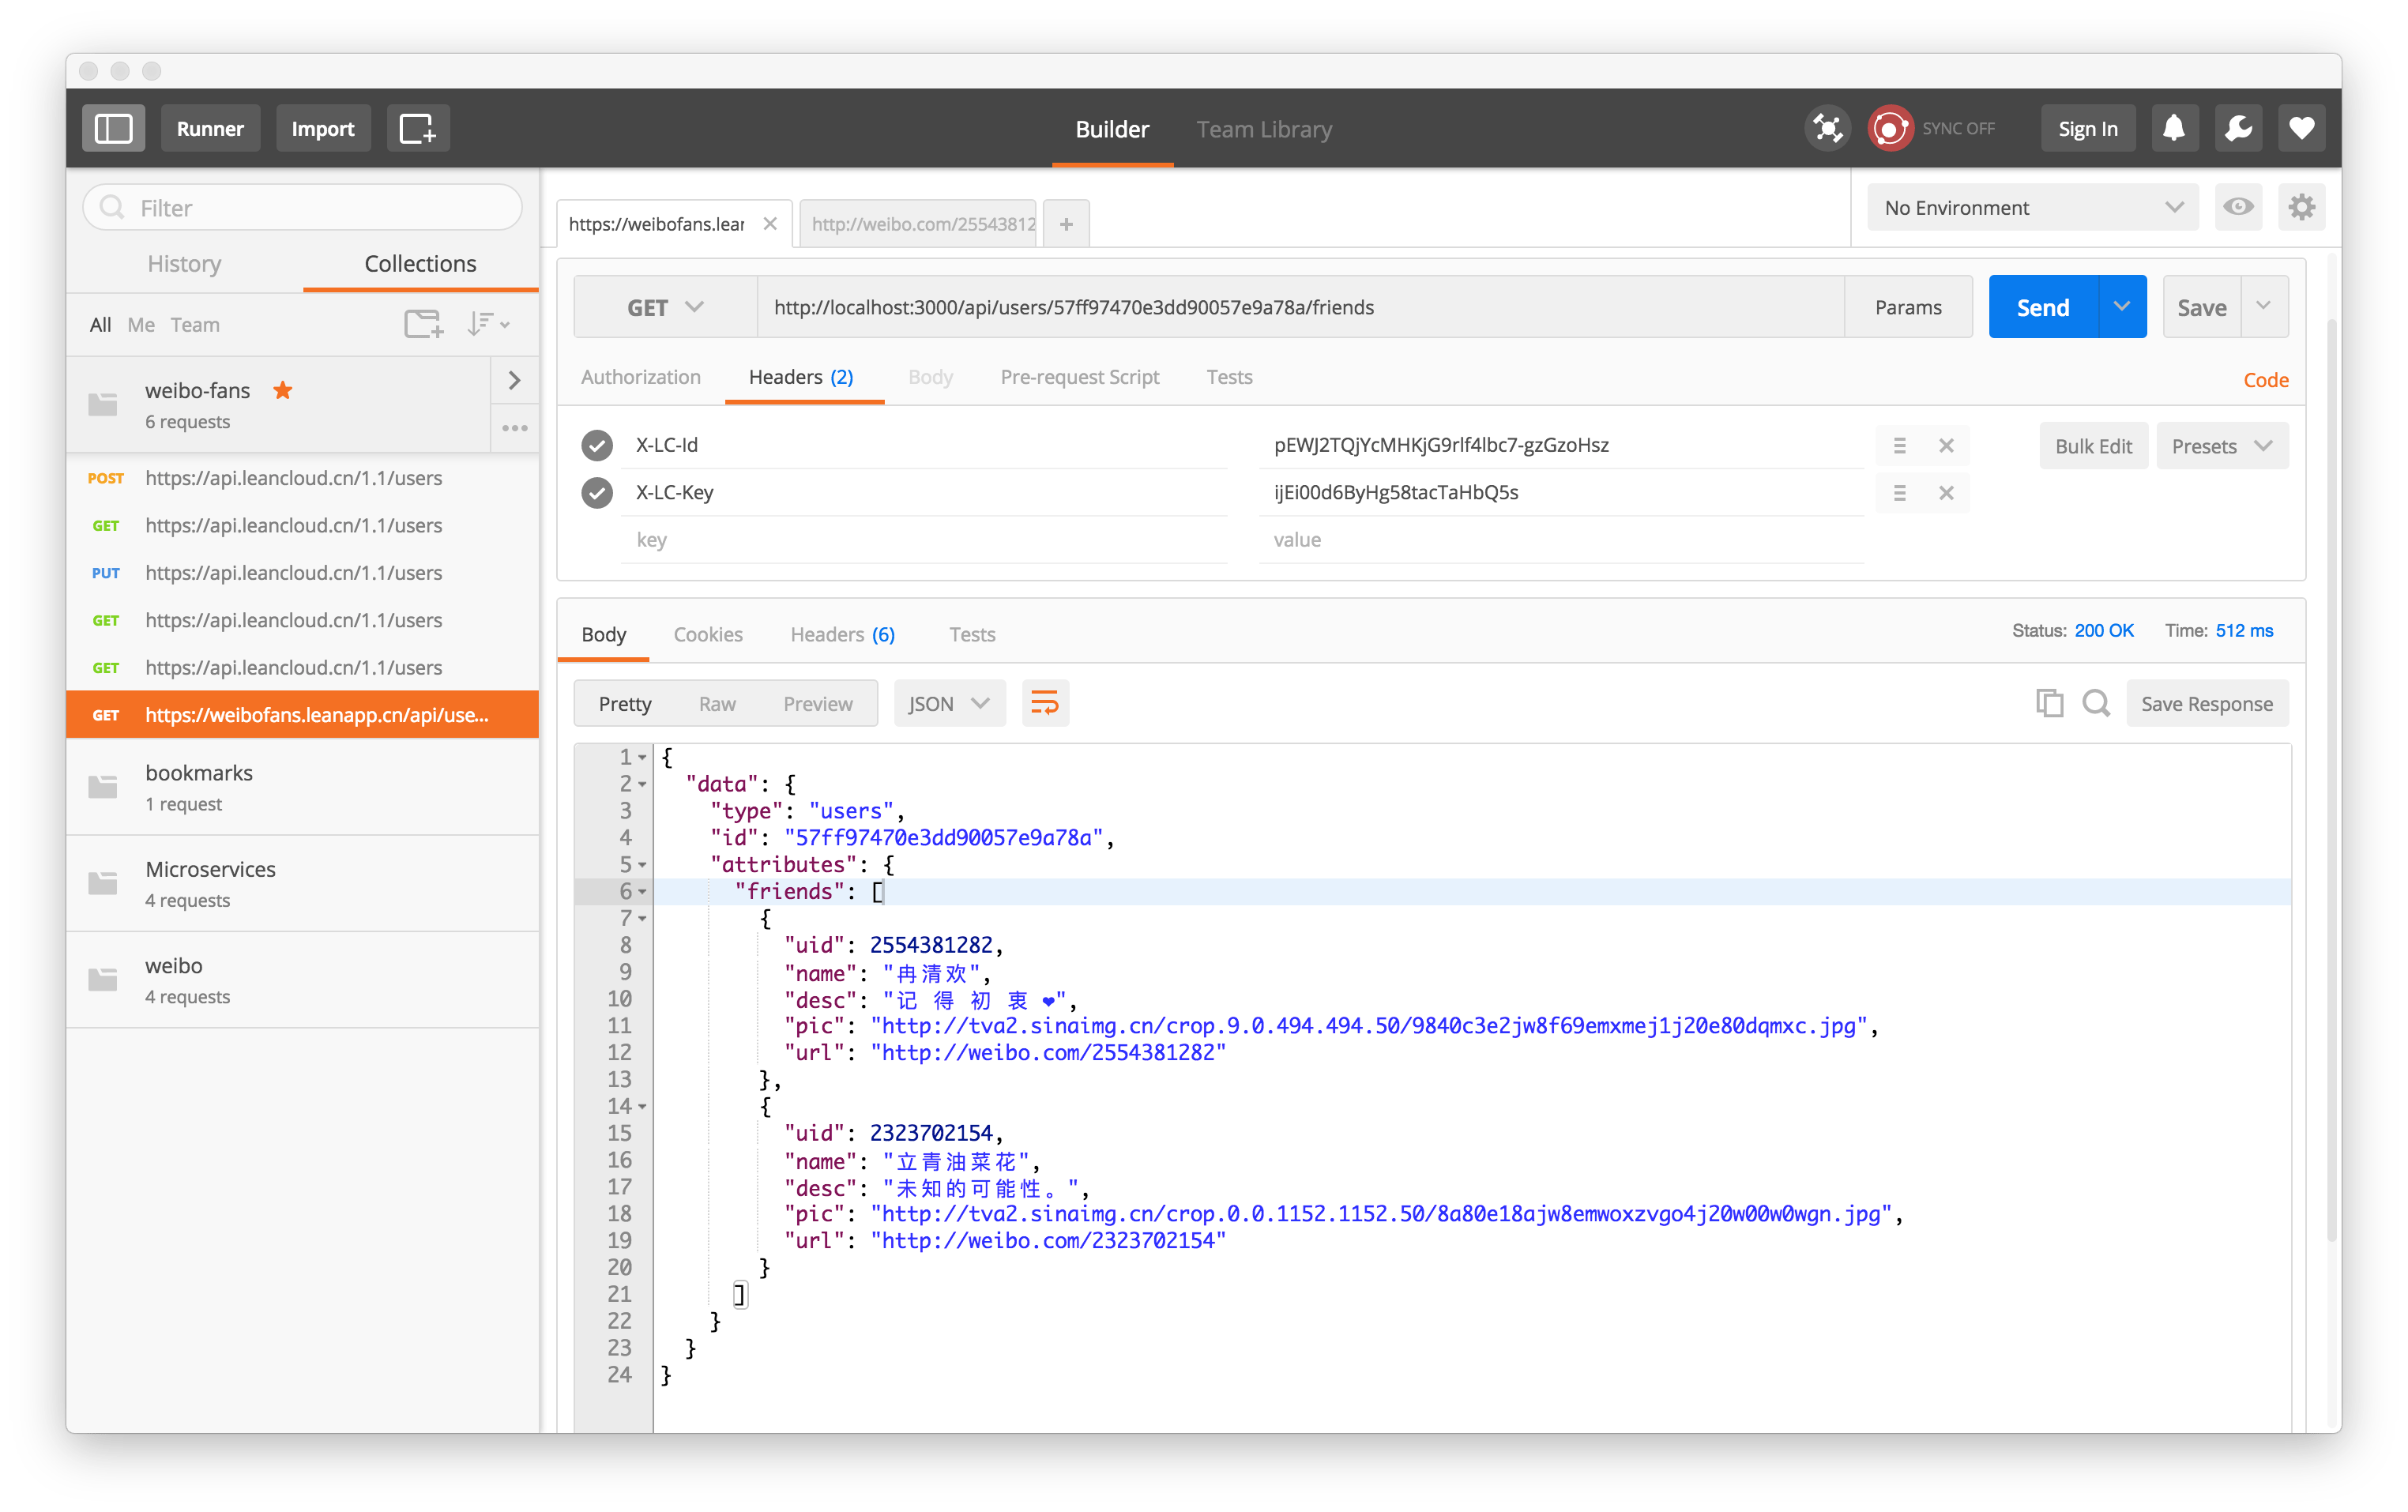 Runner Import Builder Team Library SYNC OFF Sign In
Filter
https://weibofans.lear http://weibo.com/25543812 + No Environment
History Collections
All Me Team
weibo-fans
6 requests
POST https://api.leancloud.cn/1.1/users
GET https://api.leancloud.cn/1.1/users
PUT https://api.leancloud.cn/1.1/users
GET https://api.leancloud.cn/1.1/users
GET https://api.leancloud.cn/1.1/users
GET https://weibofans.leanapp.cn/api/use...
bookmarks
1 request
Microservices
4 requests
weibo
4 requests
GET http://localhost:3000/api/users/57ff97470e3dd90057e9a78a/friends Params Send Save
Authorization Headers (2) Body Pre-request Script Tests Code
X-LC-Id pEWJ2TQjYcMHKjG9rlf4lbc7-gzGzoHsz Bulk Edit Presets
X-LC-Key ijEi00d6ByHg58tacTaHbQ5s
key value
Body Cookies Headers (6) Tests Status: 200 OK Time: 512 ms
Pretty Raw Preview JSON Save Response
1 {
2 "data": {
3 "type": "users",
4 "id": "57ff97470e3dd90057e9a78a",
5 "attributes": {
6 "friends": [
7 {
8 "uid": 2554381282,
9 "name": "冉清欢",
10 "desc": "记 得 初 衷 ❤",
11 "pic": "http://tva2.sinaimg.cn/crop.9.0.494.494.50/9840c3e2jw8f69emxmej1j20e80dqmxc.jpg",
12 "url": "http://weibo.com/2554381282"
13 },
14 {
15 "uid": 2323702154,
16 "name": "立青油菜花",
17 "desc": "未知的可能性。",
18 "pic": "http://tva2.sinaimg.cn/crop.0.0.1152.1152.50/8a80e18ajw8emwoxzvgo4j20w00w0wgn.jpg",
19 "url": "http://weibo.com/2323702154"
20 }
21 ]
22 }
23 }
24 }